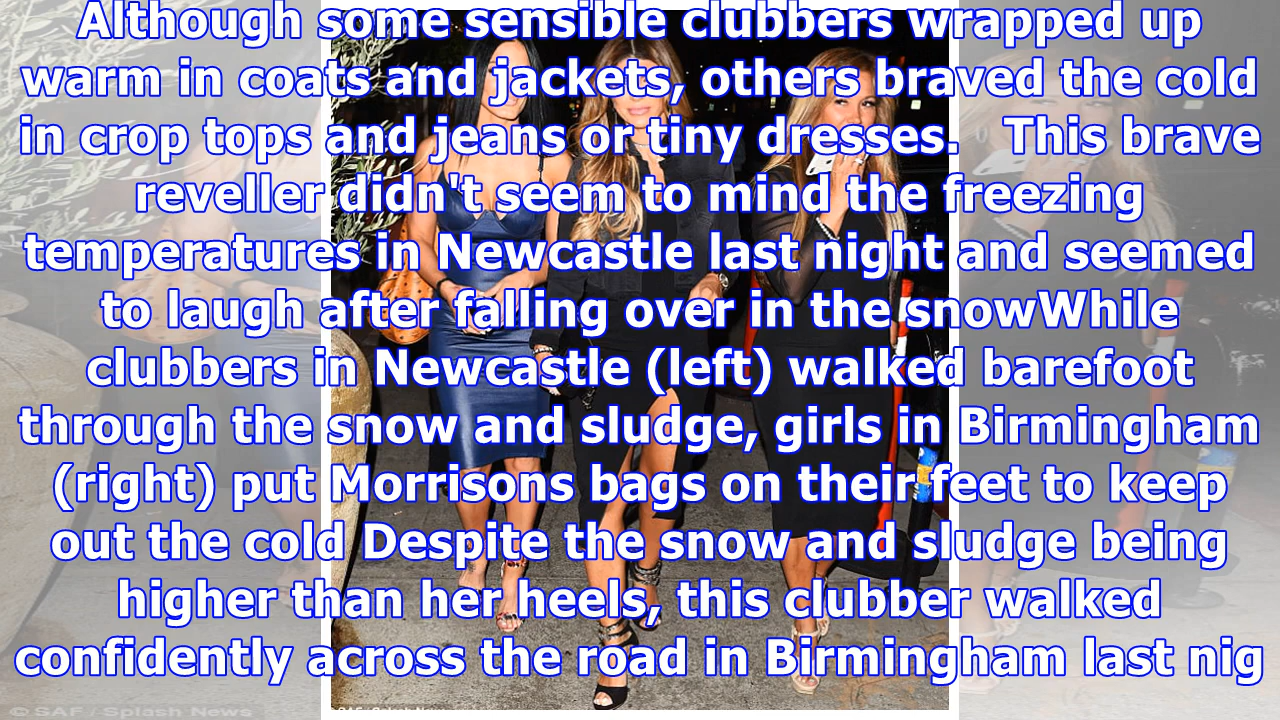 Although some sensible clubbers wrapped up
warm in coats and jackets, others braved the cold
in crop tops and jeans or tiny dresses.   This brave
reveller didn't seem to mind the freezing
temperatures in Newcastle last night and seemed
to laugh after falling over in the snowWhile
clubbers in Newcastle (left) walked barefoot
through the snow and sludge, girls in Birmingham
(right) put Morrisons bags on their feet to keep
out the cold Despite the snow and sludge being
higher than her heels, this clubber walked
confidently across the road in Birmingham last nig
© SAF / Splash News
SAF / Splash News